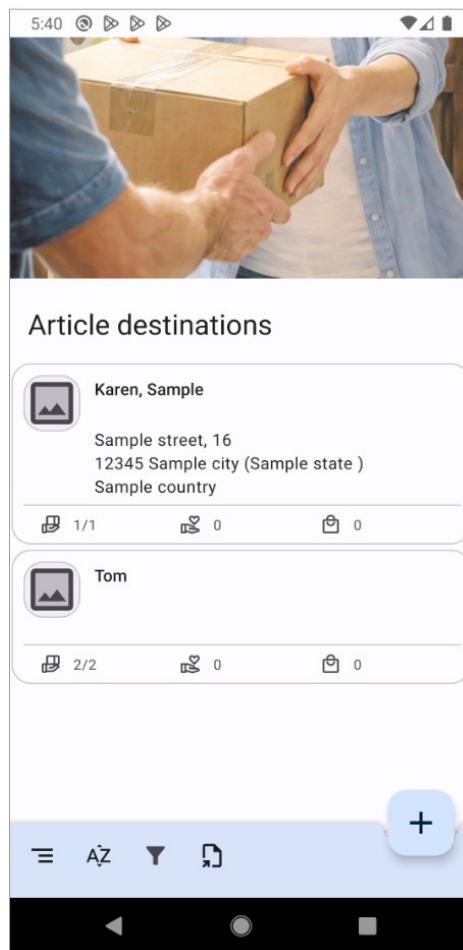 5:40
Article destinations
Karen, Sample
Sample street, 16
12345 Sample city (Sample state )
Sample country
1/1 0 0
Tom
2/2 0 0
+
AZ